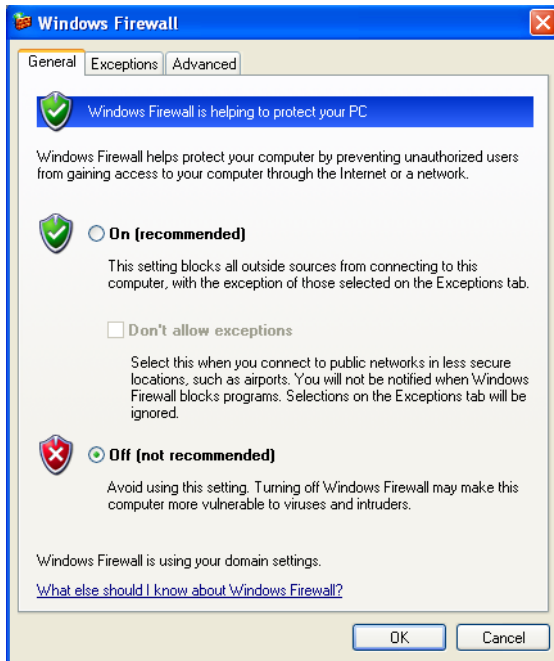 Windows Firewall
General Exceptions Advanced
Windows Firewall is helping to protect your PC
Windows Firewall helps protect your computer by preventing unauthorized users
from gaining access to your computer through the Internet or a network.
On (recommended)
This setting blocks all outside sources from connecting to this
computer, with the exception of those selected on the Exceptions tab.
Don't allow exceptions
Select this when you connect to public networks in less secure
locations, such as airports. You will not be notified when Windows
Firewall blocks programs. Selections on the Exceptions tab will be
ignored.
Off (not recommended)
Avoid using this setting. Turning off Windows Firewall may make this
computer more vulnerable to viruses and intruders.
Windows Firewall is using your domain settings.
What else should I know about Windows Firewall?
OK Cancel